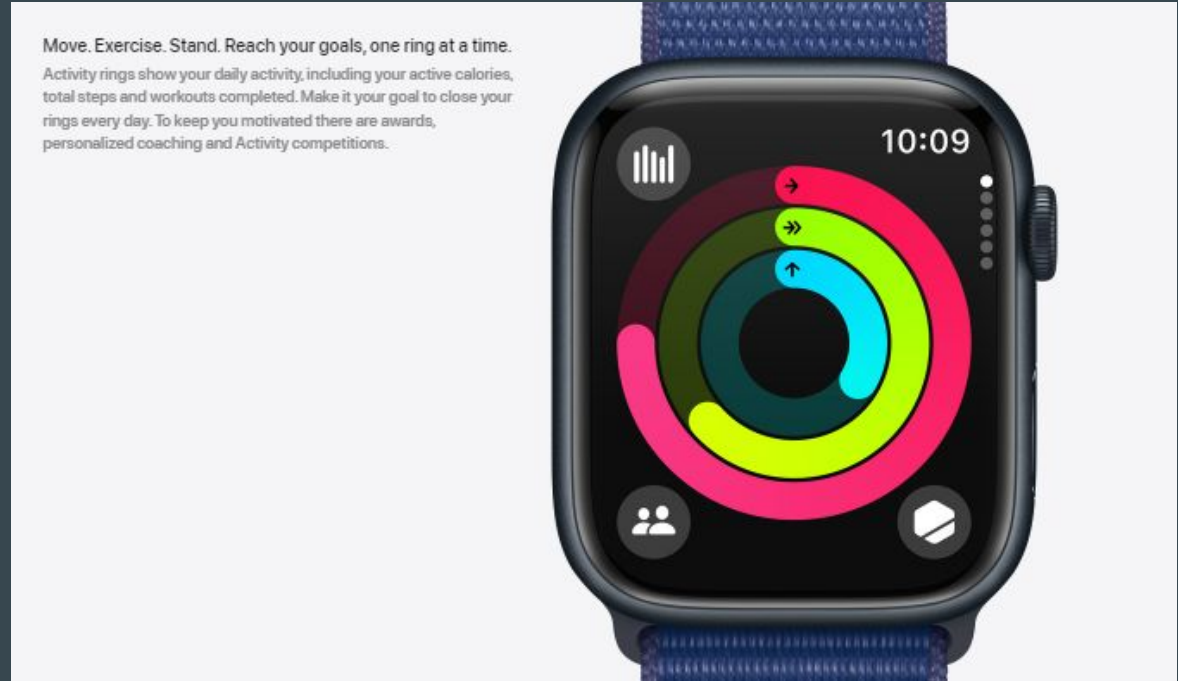 Move. Exercise. Stand. Reach your goals, one ring at a time.
Activity rings show your daily activity, including your active calories,
total steps and workouts completed. Make it your goal to close your
rings every day. To keep you motivated there are awards,
personalized coaching and Activity competitions.
10:09